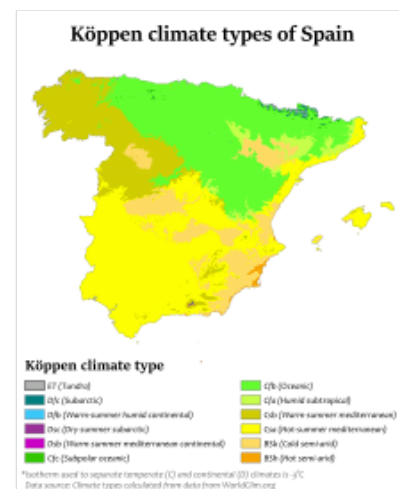 Köppen climate types of Spain
Köppen climate type
ET (Tundra)
Dfc (Subarctic)
Dfb (Warm-summer humid continental)
Dsc (Dry-summer subarctic)
Dsb (Warm-summer mediterranean continental)
Cfc (Subpolar oceanic)
Cfb (Oceanic)
Cfa (Humid subtropical)
Csb (Warm-summer mediterranean)
Csa (Hot-summer mediterranean)
BSk (Cold semi-arid)
BSh (Hot semi-arid)
*Isotherm used to separate temperate (C) and continental (D) climates is -3°C
Data source: Climate types calculated from data from WorldClim.org